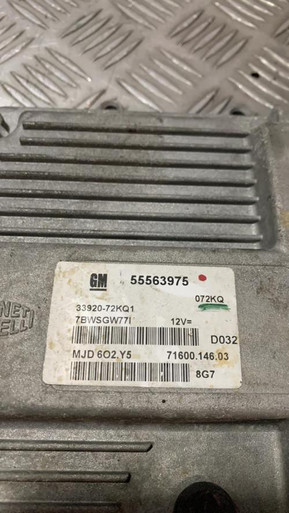 GM 55563975
072KQ
33920-72KQ1
7BWSGW77I 12V=
D032
MJD 6O2.Y5 71600.146.03
8G7